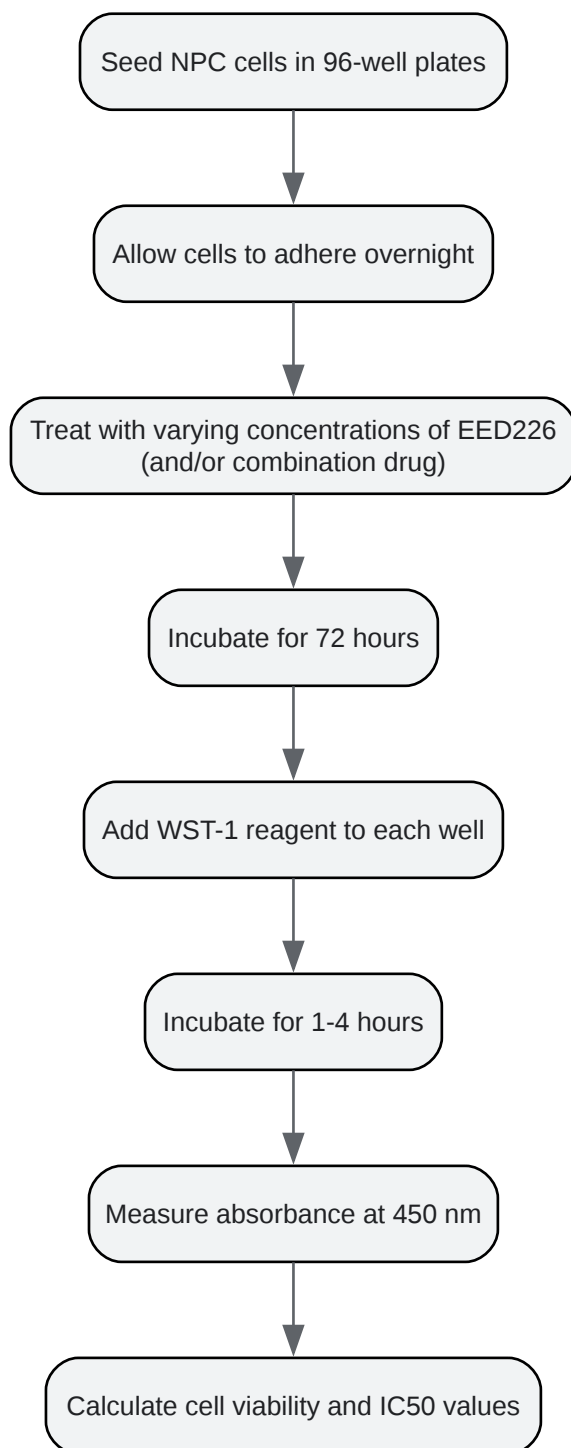 Seed NPC cells in 96-well plates
Allow cells to adhere overnight
Treat with varying concentrations of EED226
(and/or combination drug)
Incubate for 72 hours
Add WST-1 reagent to each well
Incubate for 1-4 hours
Measure absorbance at 450 nm
Calculate cell viability and IC50 values